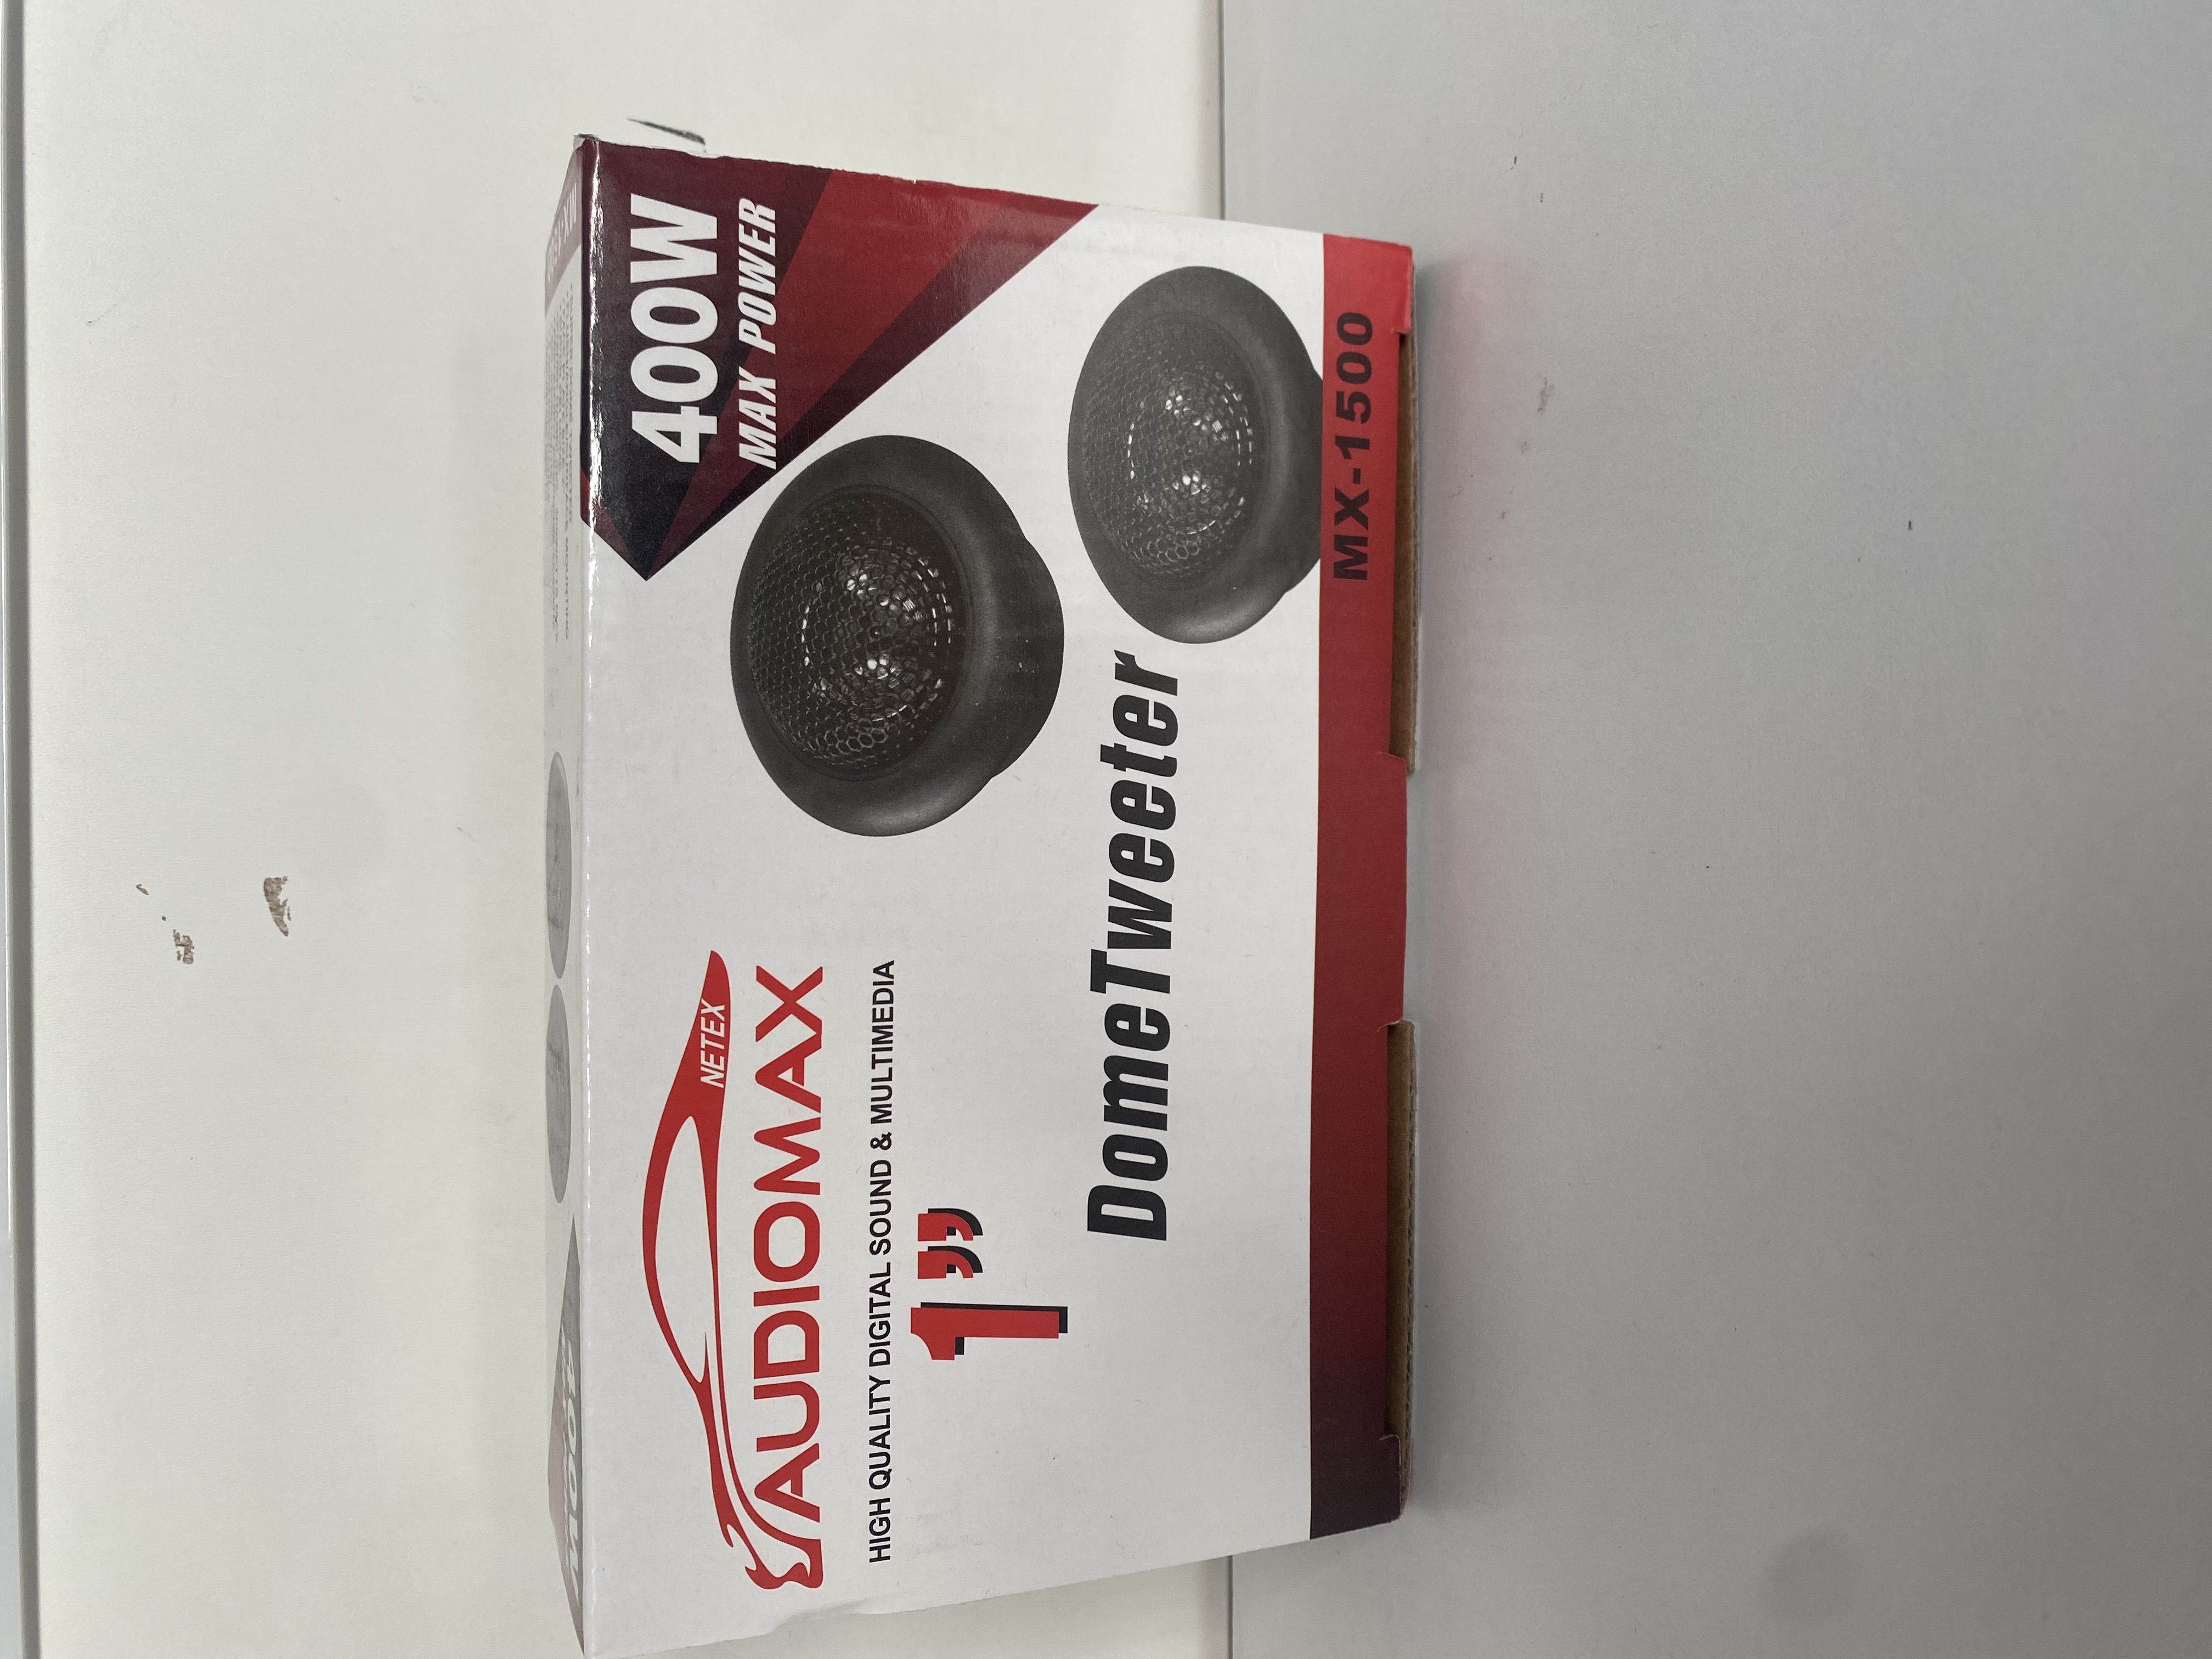 400W
MAX POWER
NETEX
AUDIOMAX
HIGH QUALITY DIGITAL SOUND & MULTIMEDIA
1”
DomeTweeter
MX-1500